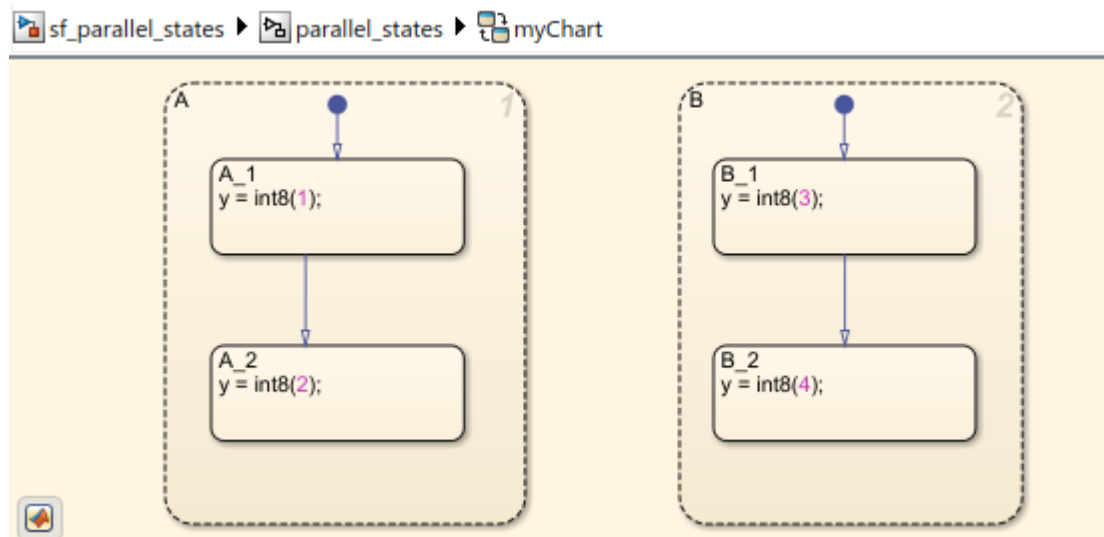 sf_parallel_states parallel_states myChart
A 1
A_1
y = int8(1);
A_2
y = int8(2);
B 2
B_1
y = int8(3);
B_2
y = int8(4);